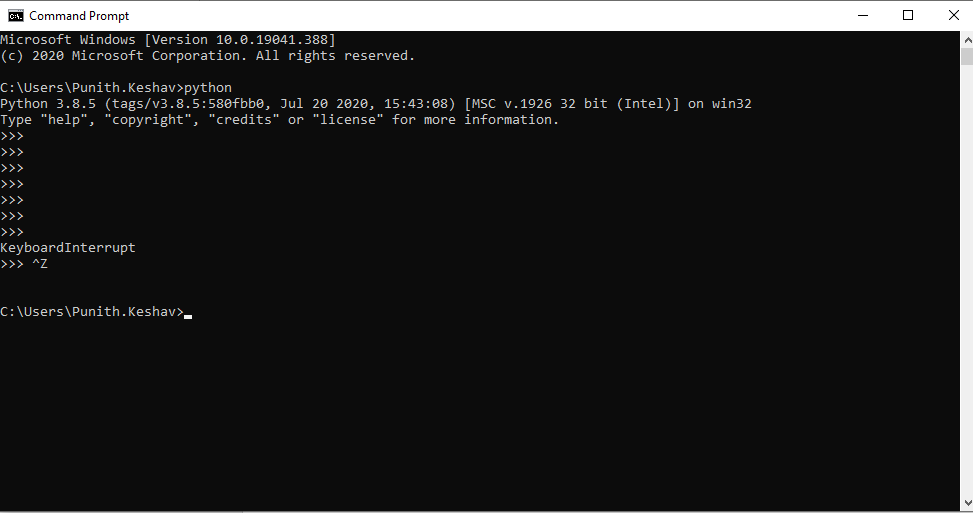 Command Prompt
Microsoft Windows [Version 10.0.19041.388]
(c) 2020 Microsoft Corporation. All rights reserved.
C:\Users\Punith.Keshav>python
Python 3.8.5 (tags/v3.8.5:580fbb0, Jul 20 2020, 15:43:08) [MSC v.1926 32 bit (Intel)] on win32
Type "help", "copyright", "credits" or "license" for more information.
>>>
>>>
>>>
>>>
>>>
>>>
>>>
KeyboardInterrupt
>>> ^Z
C:\Users\Punith.Keshav>